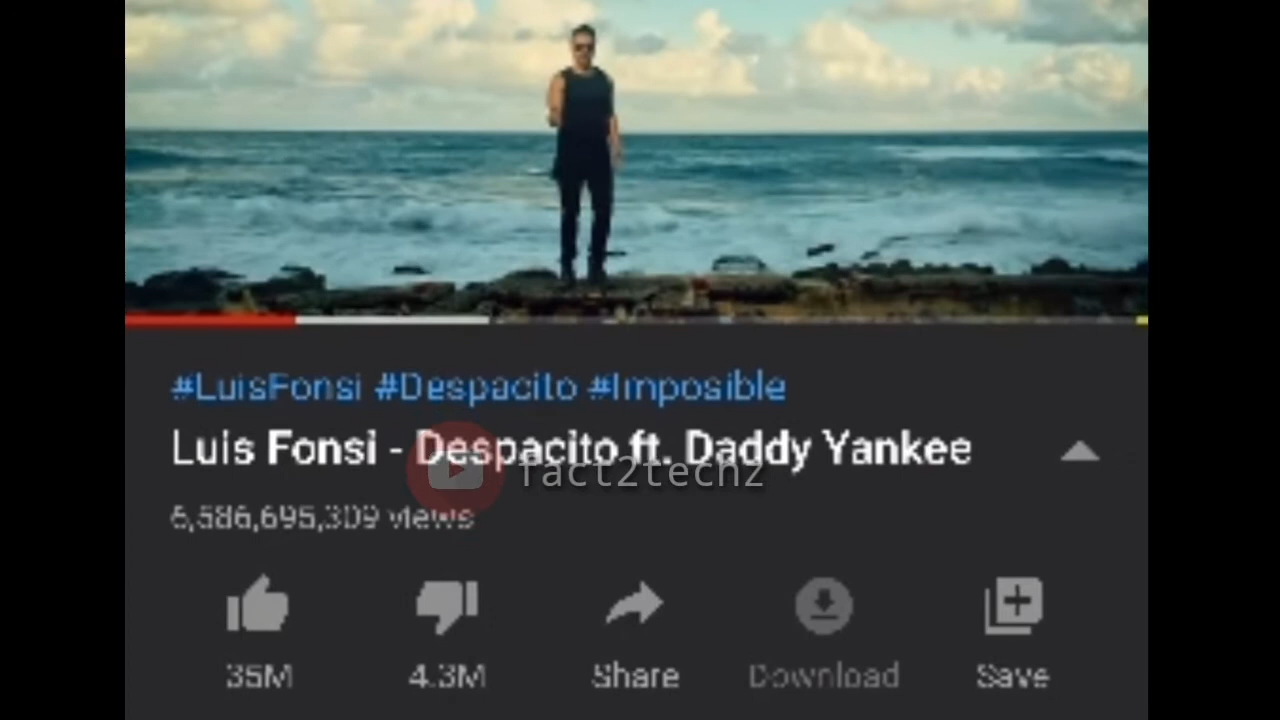 #LuisFonsi #Despacito #Imposible
Luis Fonsi - Despacito ft. Daddy Yankee
fact2techz
6,586,695,309 views
35M 4.3M Share Download Save